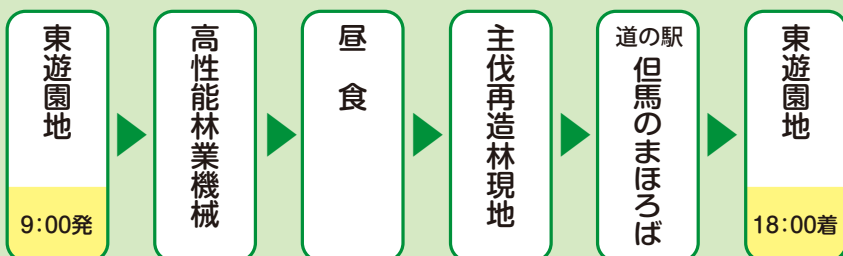 東遊園地
9:00発
高性能林業機械
昼食
主伐再造林現地
道の駅
但馬のまほろば
東遊園地
18:00着